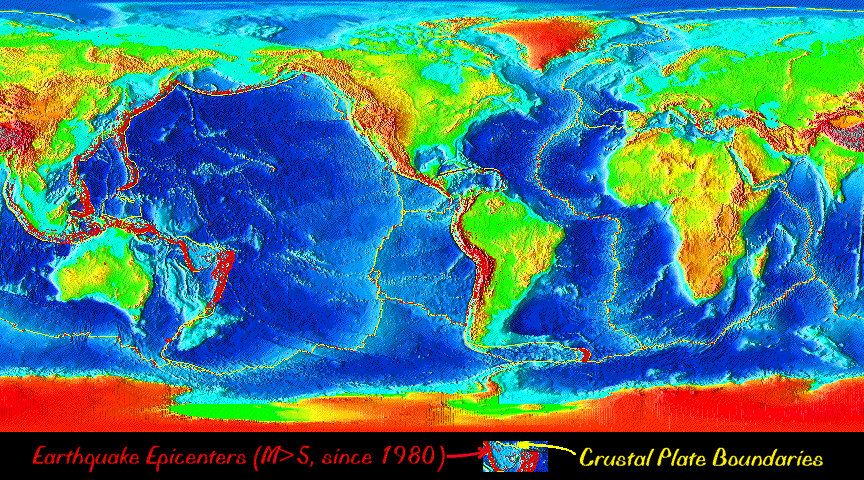 Earthquake Epicenters (M>5, since 1980)
Crustal Plate Boundaries